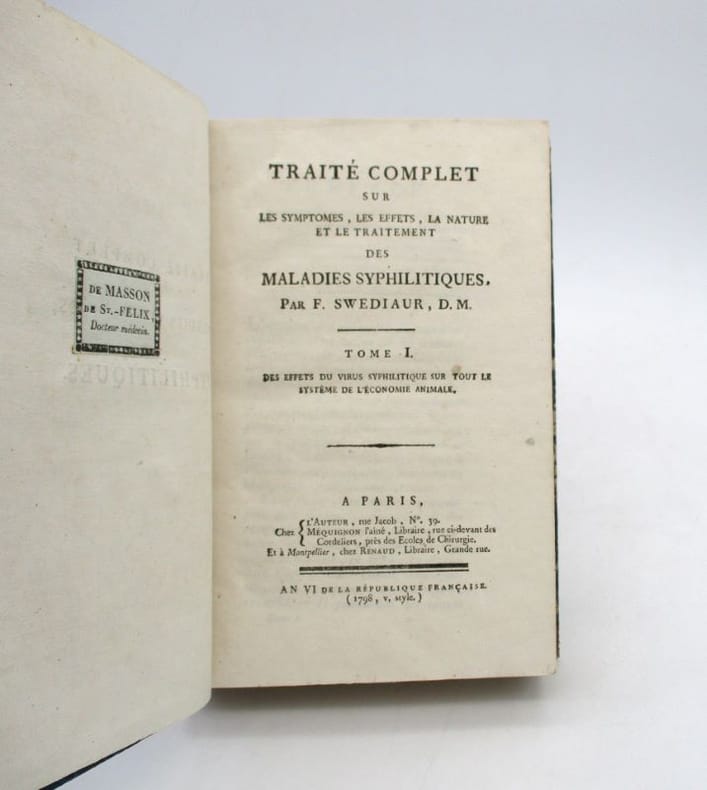 DE MASSON
DE ST.-FELIX,
Docteur médecin.
TRAITÉ COMPLET
SUR
LES SYMPTOMES, LES EFFETS, LA NATURE
ET LE TRAITEMENT
DES
MALADIES SYPHILITIQUES.
PAR F. SWEDIAUR, D. M.
TOME I.
DES EFFETS DU VIRUS SYPHILITIQUE SUR TOUT LE
SYSTÊME DE L'ÉCONOMIE ANIMALE.
A PARIS,
L'AUTEUR, rue Jacob, N°. 39.
Chez { MÉQUIGNON l'aîné, Libraire, rue ci-devant des
Cordeliers, près des Ecoles de Chirurgie.
Et à Montpellier, chez RENAUD, Libraire, Grande rue.
AN VI DE LA RÉPUBLIQUE FRANÇAISE.
(1798, v. style.)